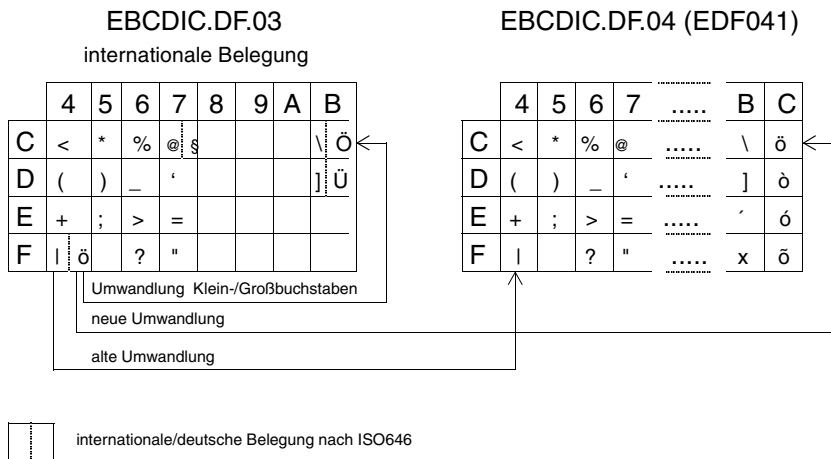 EBCDIC.DF.03 EBCDIC.DF.04 (EDF041)
internationale Belegung
4 5 6 7 8 9 A B 4 5 6 7 ..... B C
C < * % @ § \ Ö C < * % @ ..... \ ö
D ( ) _ ‘ ] Ü D ( ) _ ‘ ..... ] ò
E + ; > = E + ; > = ..... ´ ó
F | ö ? " F | ? " ..... x õ
Umwandlung Klein-/Großbuchstaben
neue Umwandlung
alte Umwandlung
internationale/deutsche Belegung nach ISO646